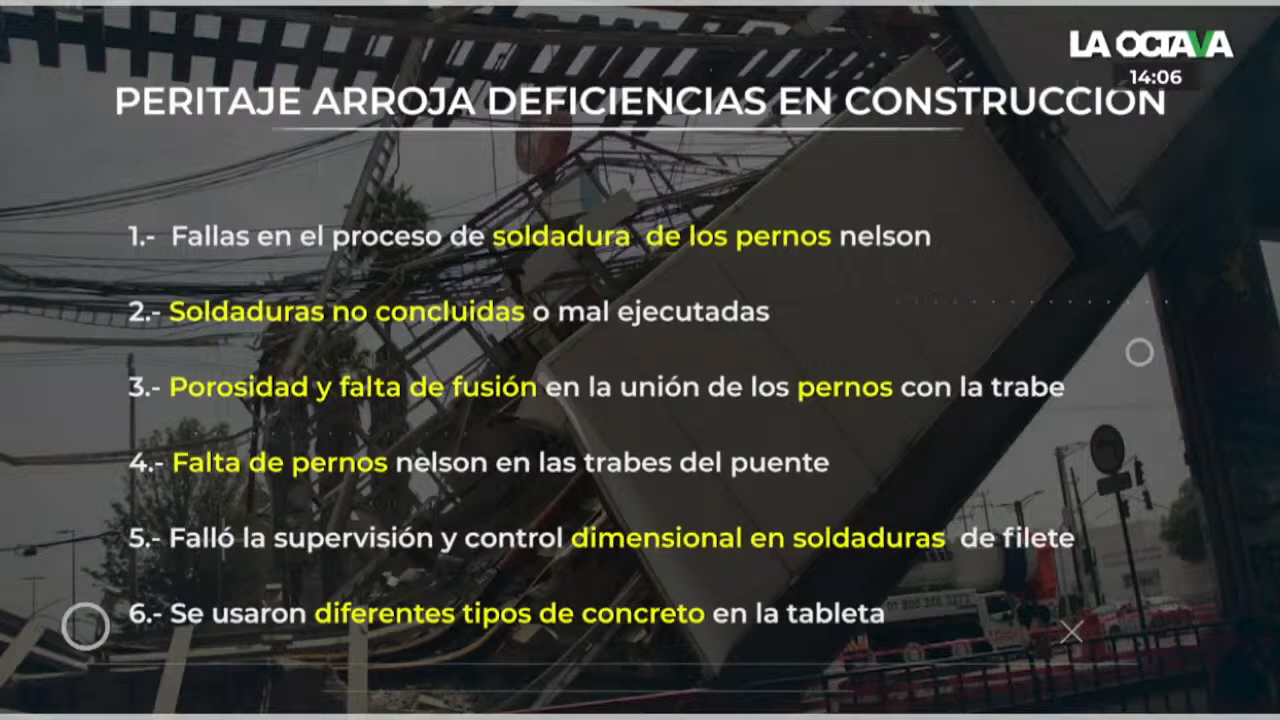 LA OCTAVA
14:06
PERITAJE ARROJA DEFICIENCIAS EN CONSTRUCCIÓN
1.- Fallas en el proceso de soldadura de los pernos nelson
2.- Soldaduras no concluidas o mal ejecutadas
3.- Porosidad y falta de fusión en la unión de los pernos con la trabe
4.- Falta de pernos nelson en las trabes del puente
5.- Falló la supervisión y control dimensional en soldaduras de filete
6.- Se usaron diferentes tipos de concreto en la tableta